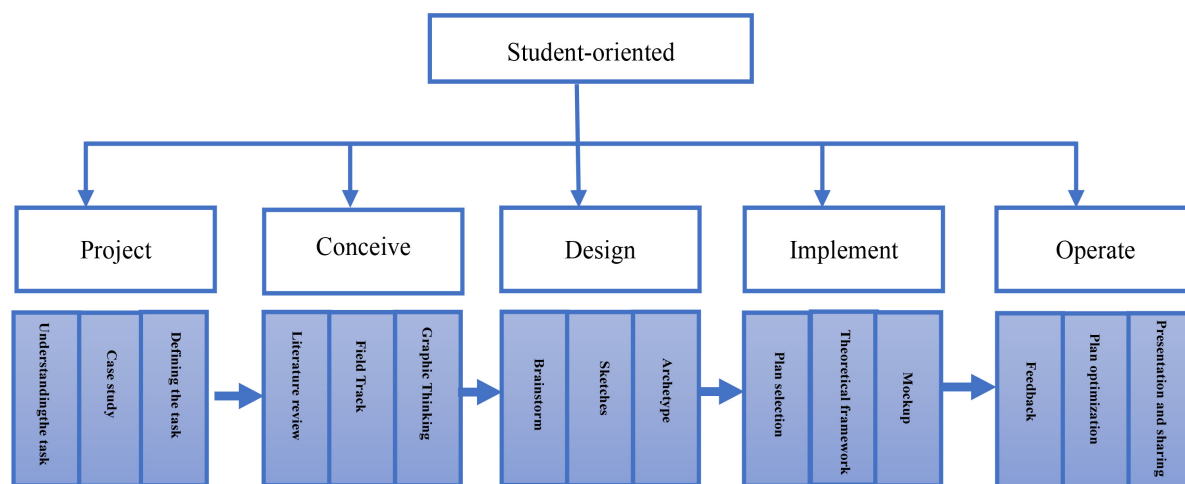 Student-oriented
Project
Conceive
Design
Implement
Operate
Understandingthe task
Case study
Defining the task
Literature review
Field Track
Graphic Thinking
Brainstorm
Sketches
Archetype
Plan selection
Theoretical framework
Mockup
Feedback
Plan optimization
Presentation and sharing